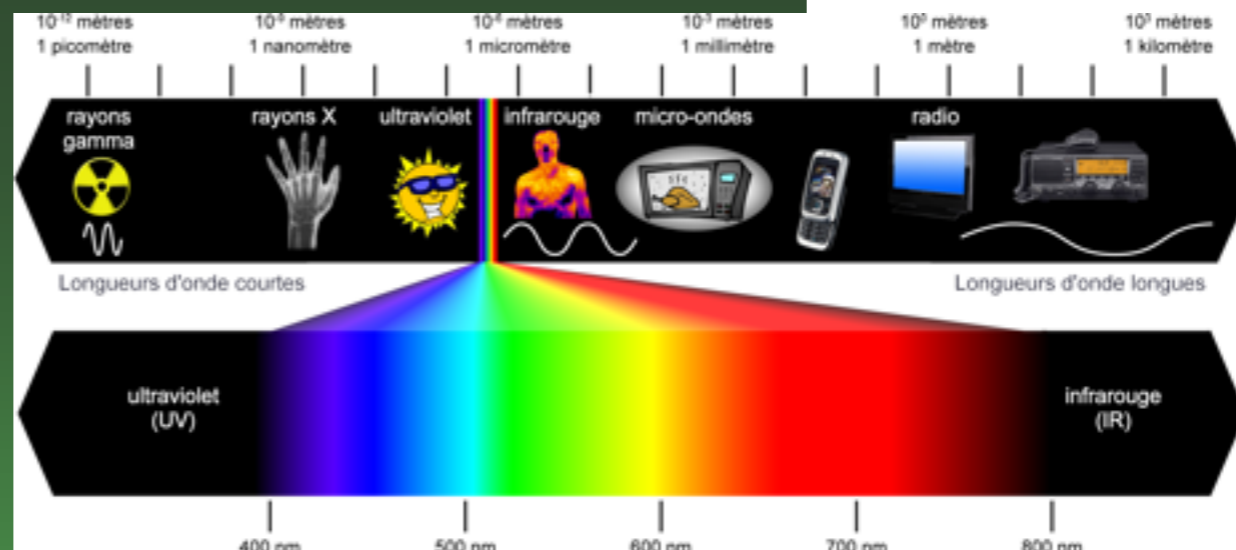 10⁻¹² mètres 10⁻⁹ mètres 10⁻⁶ mètres 10⁻³ mètres 10⁰ mètres 10³ mètres
1 picomètre 1 nanomètre 1 micromètre 1 millimètre 1 mètre 1 kilomètre
rayons gamma rayons X ultraviolet infrarouge micro-ondes radio
Longueurs d'onde courtes Longueurs d'onde longues
ultraviolet infrarouge
(UV) (IR)
400 nm 500 nm 600 nm 700 nm 800 nm